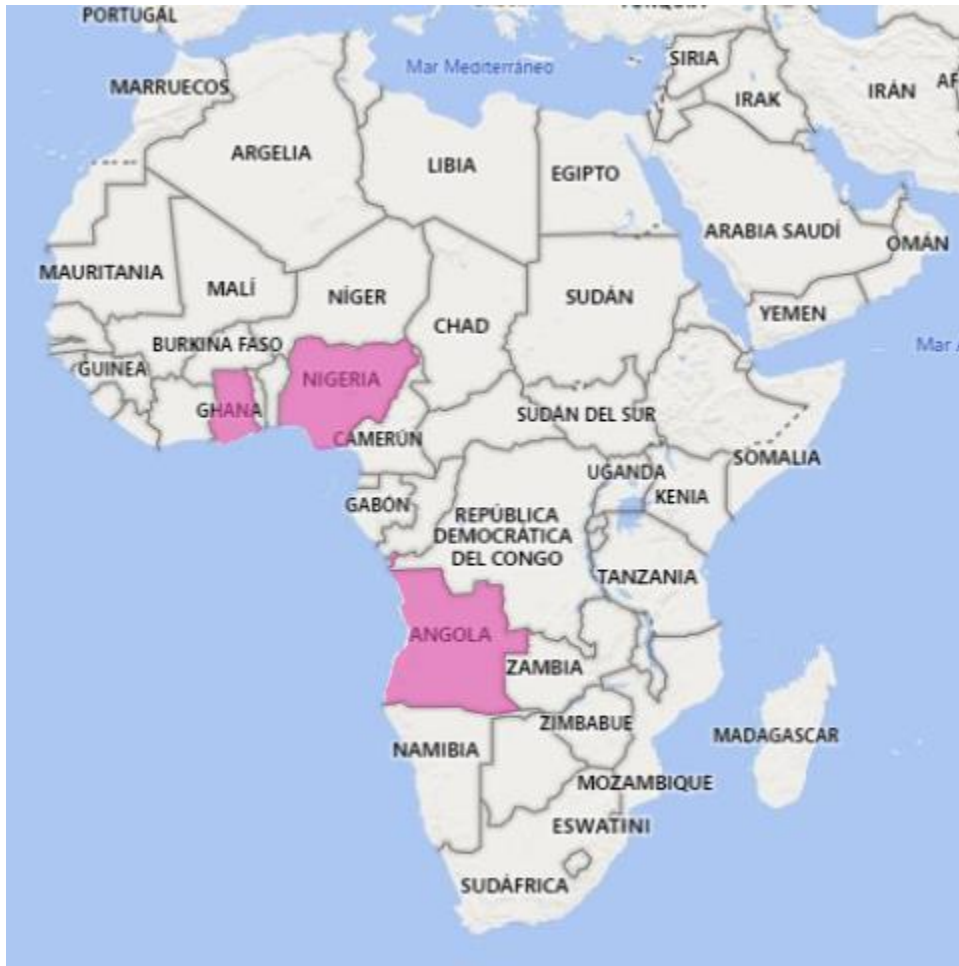 PORTUGAL
Mar Mediterráneo
SIRIA
MARRUECOS
IRAK
IRÁN
AF
ARGELIA
LIBIA
EGIPTO
ARABIA SAUDÍ
OMÁN
MAURITANIA
MALÍ
NÍGER
SUDÁN
CHAD
YEMEN
BURKINA FASO
Mar A
GUINEA
NIGERIA
GHANA
CAMERÚN
SUDÁN DEL SUR
SOMALIA
UGANDA
KENIA
GABÓN
REPÚBLICA
DEMOCRÁTICA
DEL CONGO
TANZANIA
ANGOLA
ZAMBIA
ZIMBABUE
NAMIBIA
MADAGASCAR
MOZAMBIQUE
ESWATINI
SUDÁFRICA